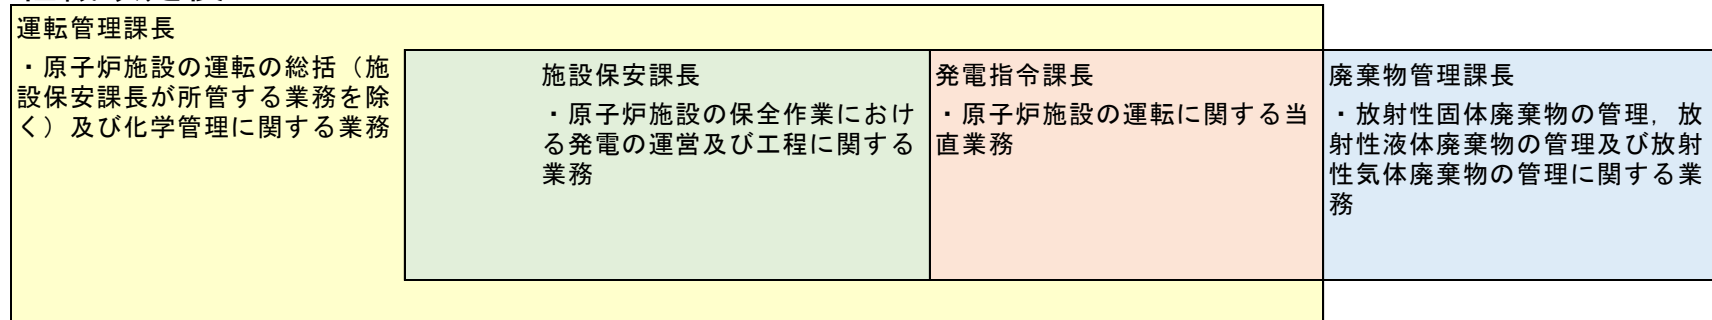 運転管理課長
・原子炉施設の運転の総括（施
設保安課長が所管する業務を除
く）及び化学管理に関する業務
施設保安課長
・原子炉施設の保全作業におけ
る発電の運営及び工程に関する
業務
発電指令課長
・原子炉施設の運転に関する当
直業務
廃棄物管理課長
・放射性固体廃棄物の管理，放
射性液体廃棄物の管理及び放射
性気体廃棄物の管理に関する業
務